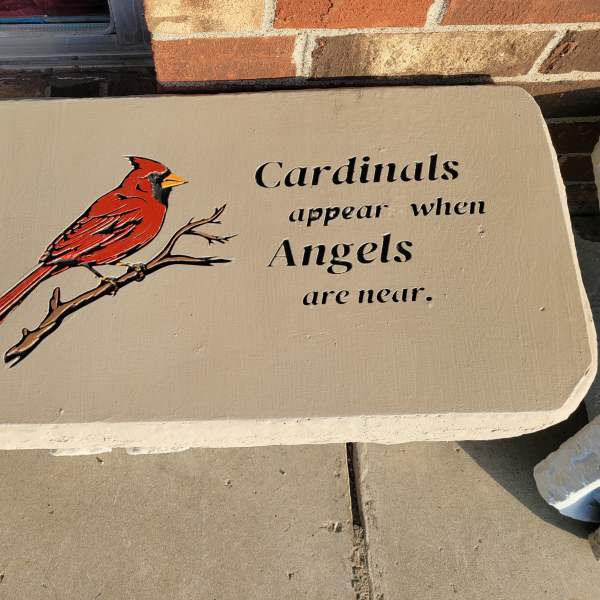 Cardinals
appear when
Angels
are near.